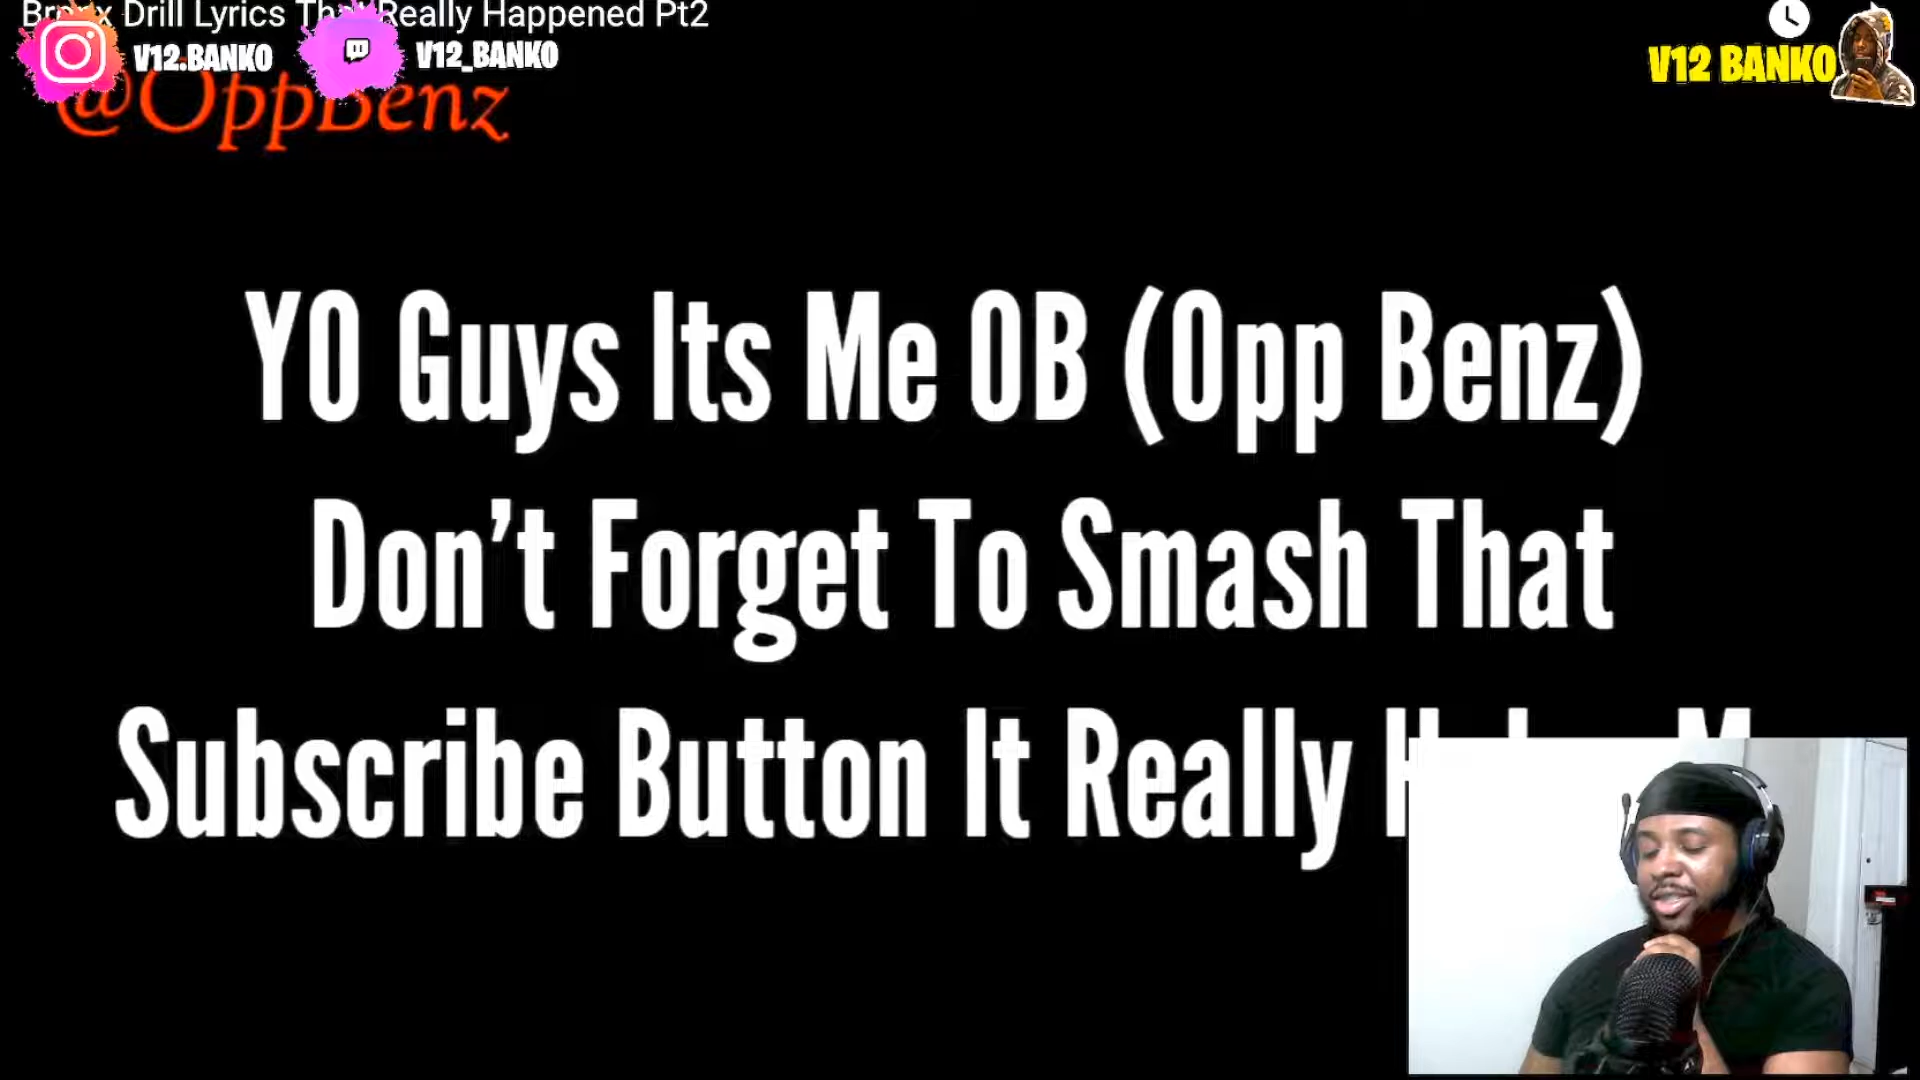 Drill Lyrics That Really Happened Pt2
V12.BANKO
V12_BANKO
V12 BANKO
@OppBenz
YO Guys Its Me OB (Opp Benz)
Don’t Forget To Smash That
Subscribe Button It Really